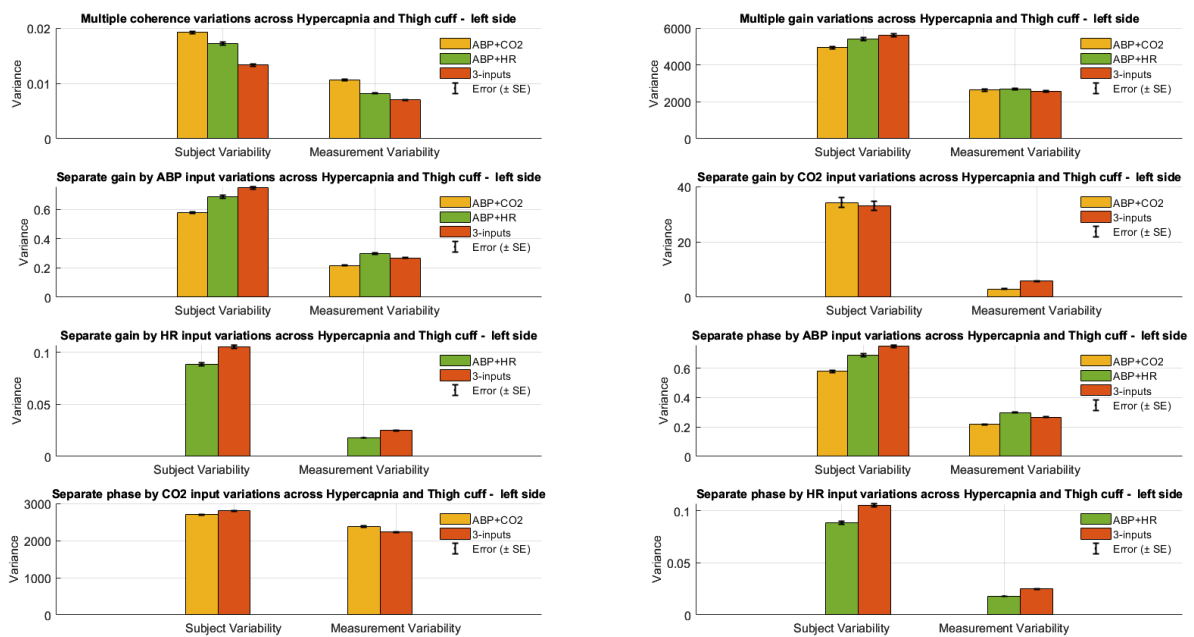 Multiple coherence variations across Hypercapnia and Thigh cuff - left side
0.02
0.01
0
Variance
ABP+CO2
ABP+HR
3-inputs
Error (± SE)
Subject Variability
Measurement Variability
Multiple gain variations across Hypercapnia and Thigh cuff - left side
6000
4000
2000
0
Variance
ABP+CO2
ABP+HR
3-inputs
Error (± SE)
Subject Variability
Measurement Variability
Separate gain by ABP input variations across Hypercapnia and Thigh cuff - left side
0.6
0.4
0.2
0
Variance
ABP+CO2
ABP+HR
3-inputs
Error (± SE)
Subject Variability
Measurement Variability
Separate gain by CO2 input variations across Hypercapnia and Thigh cuff - left side
40
20
0
Variance
ABP+CO2
3-inputs
Error (± SE)
Subject Variability
Measurement Variability
Separate gain by HR input variations across Hypercapnia and Thigh cuff - left side
0.1
0.05
0
Variance
ABP+HR
3-inputs
Error (± SE)
Subject Variability
Measurement Variability
Separate phase by ABP input variations across Hypercapnia and Thigh cuff - left side
0.6
0.4
0.2
0
Variance
ABP+CO2
ABP+HR
3-inputs
Error (± SE)
Subject Variability
Measurement Variability
Separate phase by CO2 input variations across Hypercapnia and Thigh cuff - left side
3000
2000
1000
0
Variance
ABP+CO2
3-inputs
Error (± SE)
Subject Variability
Measurement Variability
Separate phase by HR input variations across Hypercapnia and Thigh cuff - left side
0.1
0.05
0
Variance
ABP+HR
3-inputs
Error (± SE)
Subject Variability
Measurement Variability